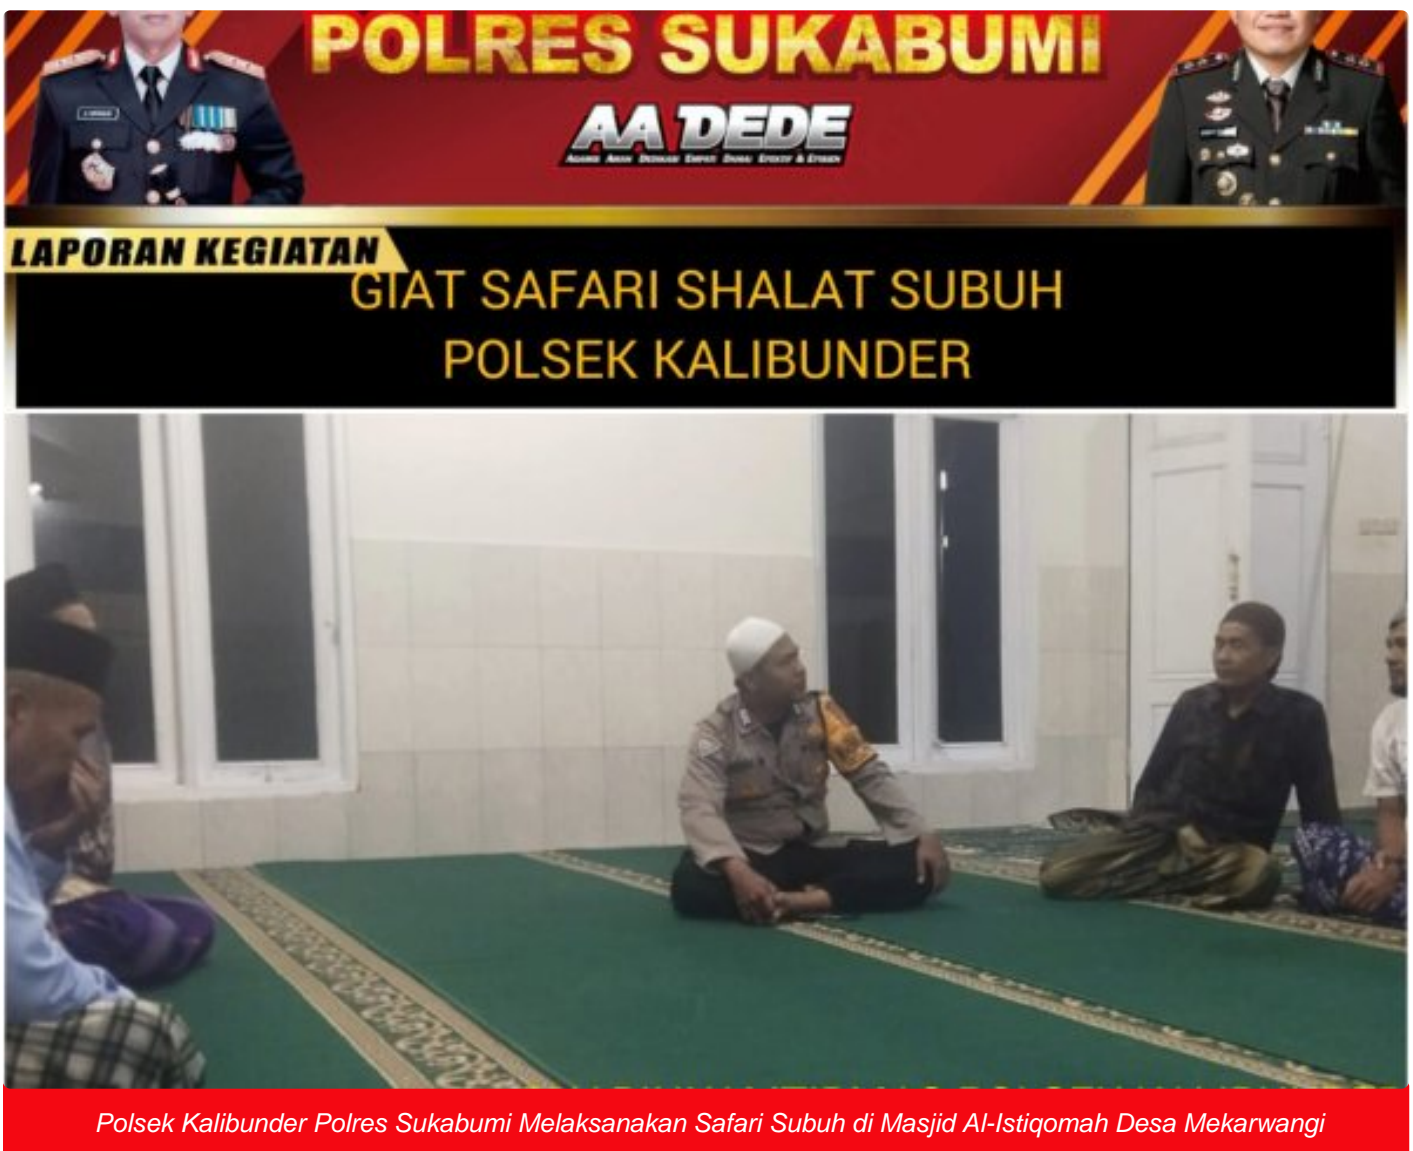 POLRES SUKABUMI
AA DEDE
LAPORAN KEGIATAN
GIAT SAFARI SHALAT SUBUH
POLSEK KALIBUNDER
Polsek Kalibunder Polres Sukabumi Melaksanakan Safari Subuh di Masjid Al-Istiqomah Desa Mekarwangi